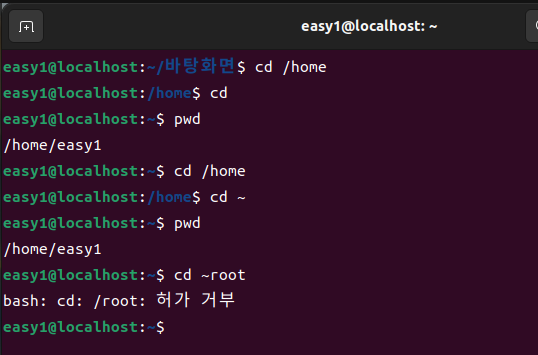 easy1@localhost: ~
easy1@localhost:~/바탕화면$ cd /home
easy1@localhost:/home$ cd
easy1@localhost:~$ pwd
/home/easy1
easy1@localhost:~$ cd /home
easy1@localhost:/home$ cd ~
easy1@localhost:~$ pwd
/home/easy1
easy1@localhost:~$ cd ~root
bash: cd: /root: 허가 거부
easy1@localhost:~$